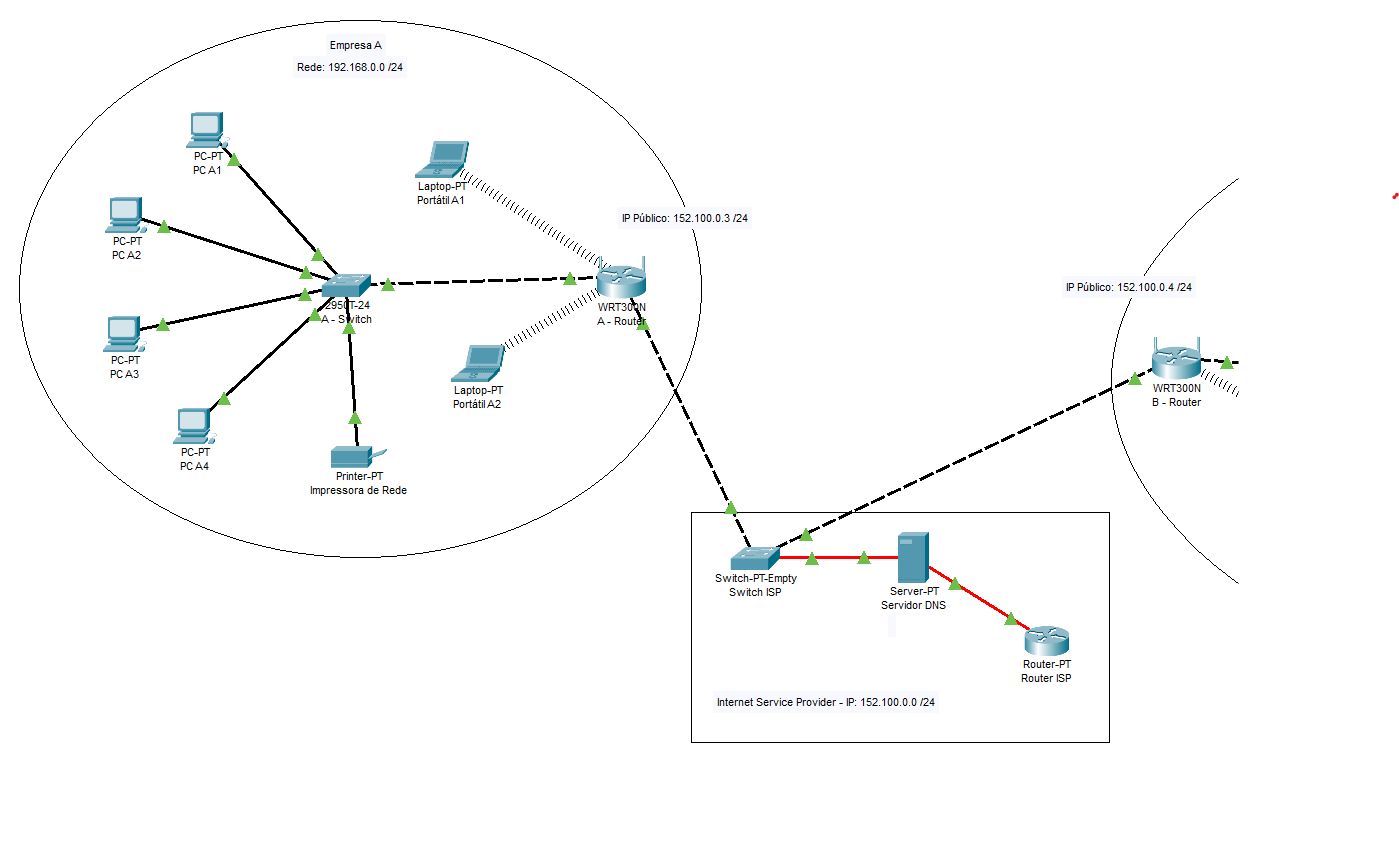 Empresa A
Rede: 192.168.0.0 /24
PC-PT
PC A1
Laptop-PT
Portátil A1
PC-PT
PC A2
IP Público: 152.100.0.3 /24
IP Público: 152.100.0.4 /24
2950T-24
A - Switch
WRT300N
A - Router
PC-PT
PC A3
Laptop-PT
Portátil A2
WRT300N
B - Router
PC-PT
PC A4
Printer-PT
Impressora de Rede
Switch-PT-Empty
Switch ISP
Server-PT
Servidor DNS
Router-PT
Router ISP
Internet Service Provider - IP: 152.100.0.0 /24